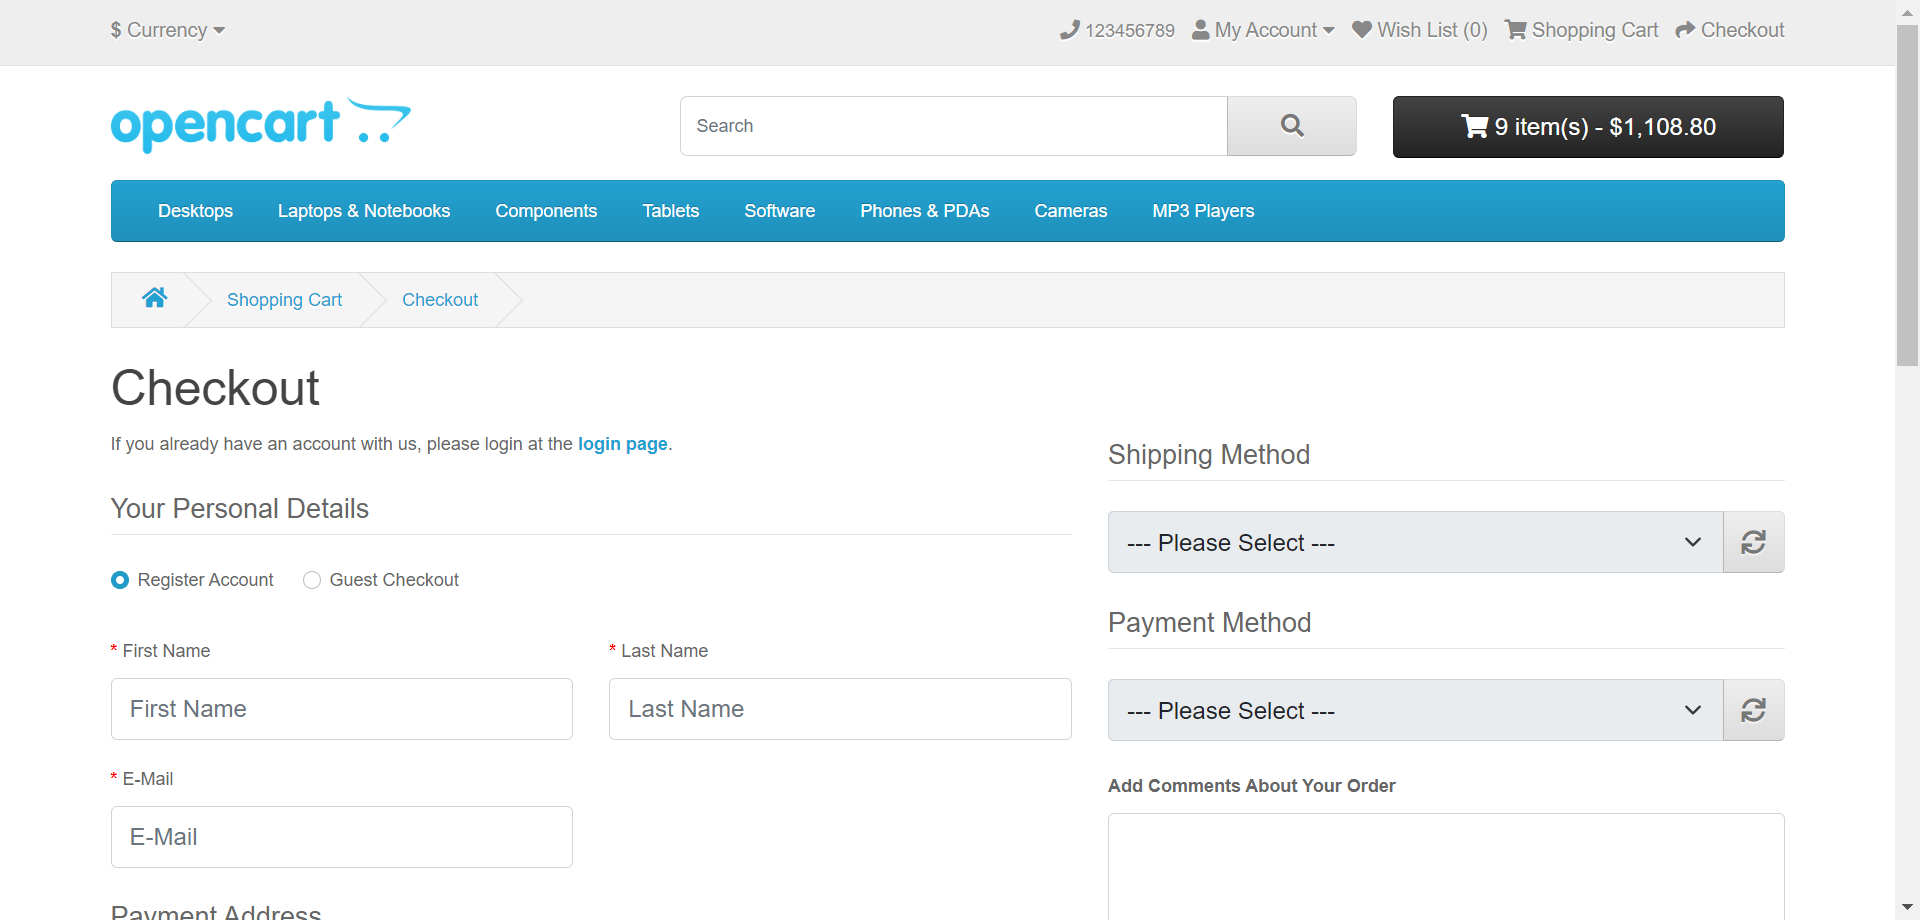 $ Currency
123456789 My Account Wish List (0) Shopping Cart Checkout
opencart
Search
9 item(s) - $1,108.80
Desktops Laptops & Notebooks Components Tablets Software Phones & PDAs Cameras MP3 Players
Shopping Cart Checkout
Checkout
If you already have an account with us, please login at the login page.
Your Personal Details
Register Account Guest Checkout
* First Name
* Last Name
First Name
Last Name
* E-Mail
E-Mail
Payment Address
Shipping Method
--- Please Select ---
Payment Method
--- Please Select ---
Add Comments About Your Order